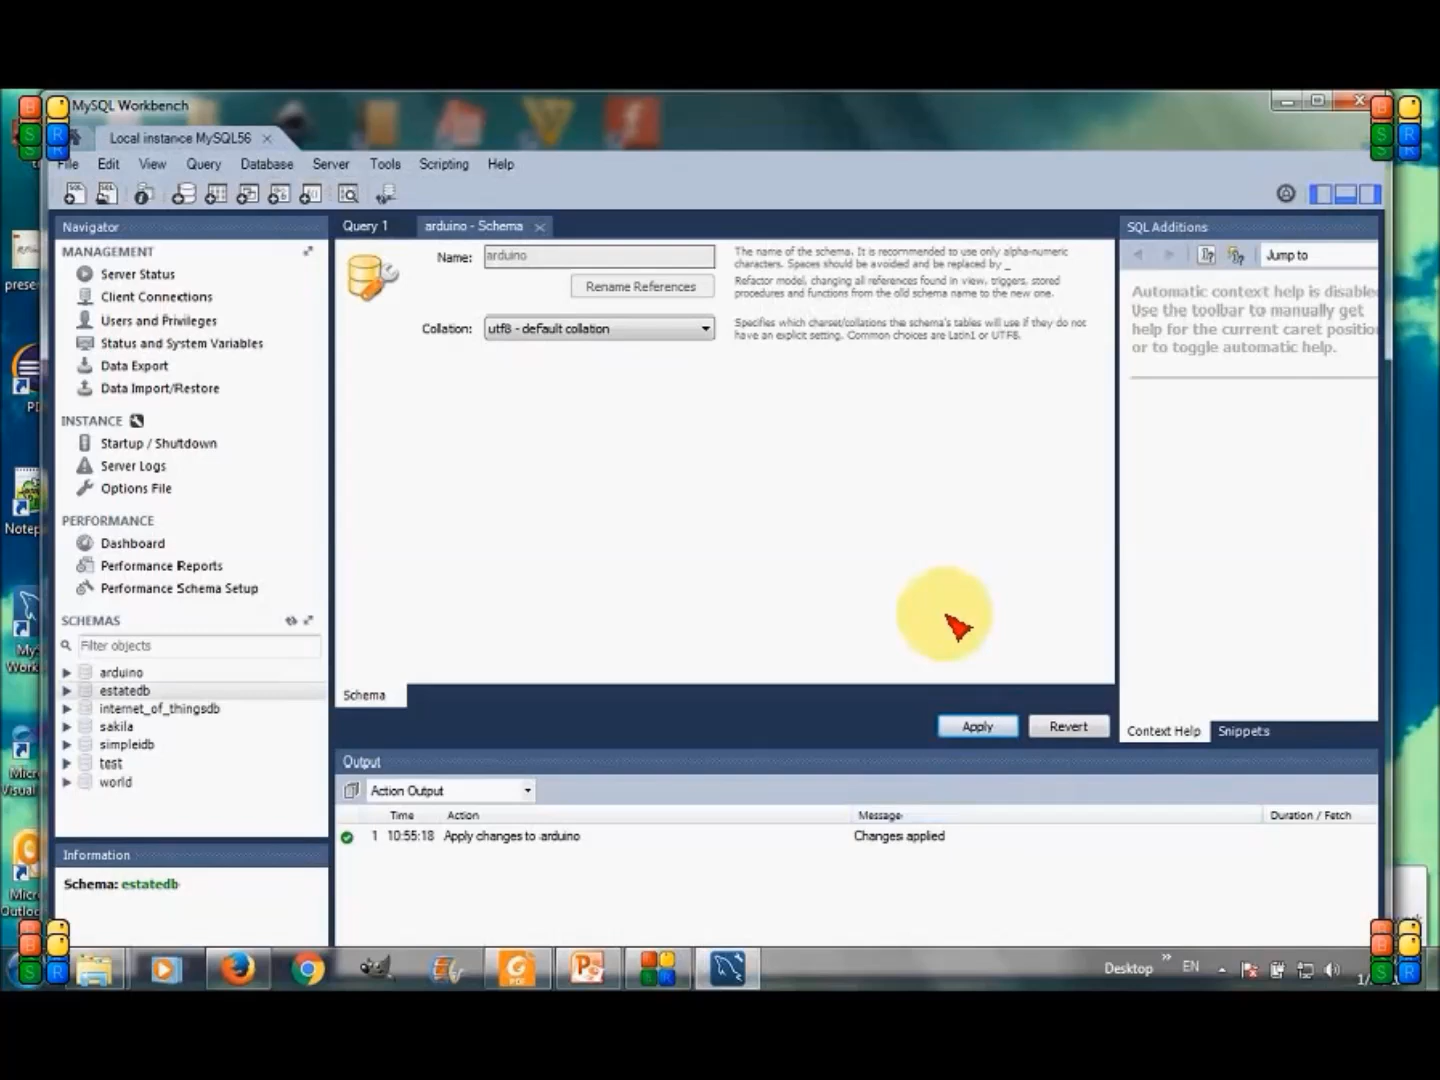 MySQL Workbench
Local instance MySQL56
File Edit View Query Database Server Tools Scripting Help
Navigator
MANAGEMENT
Server Status
Client Connections
Users and Privileges
Status and System Variables
Data Export
Data Import/Restore
INSTANCE
Startup / Shutdown
Server Logs
Options File
PERFORMANCE
Dashboard
Performance Reports
Performance Schema Setup
SCHEMAS
Filter objects
arduino
estatedb
internet_of_thingsdb
sakila
simpleidb
test
world
Information
Schema: estatedb
Query 1 arduino - Schema
Name: arduino
Rename References
Collation: utf8 - default collation
The name of the schema. It is recommended to use only alpha-numeric
characters. Spaces should be avoided and be replaced by _
Refactor model, changing all references found in view, triggers, stored
procedures and functions from the old schema name to the new one.
Specifies which charset/collations the schema's tables will use if they do not
have an explicit setting. Common choices are Latin1 or UTF8.
Schema
Apply Revert
SQL Additions
Jump to
Automatic context help is disable
Use the toolbar to manually get
help for the current caret positio
or to toggle automatic help.
Context Help Snippets
Output
Action Output
Time Action Message Duration / Fetch
1 10:55:18 Apply changes to arduino Changes applied
Desktop » EN